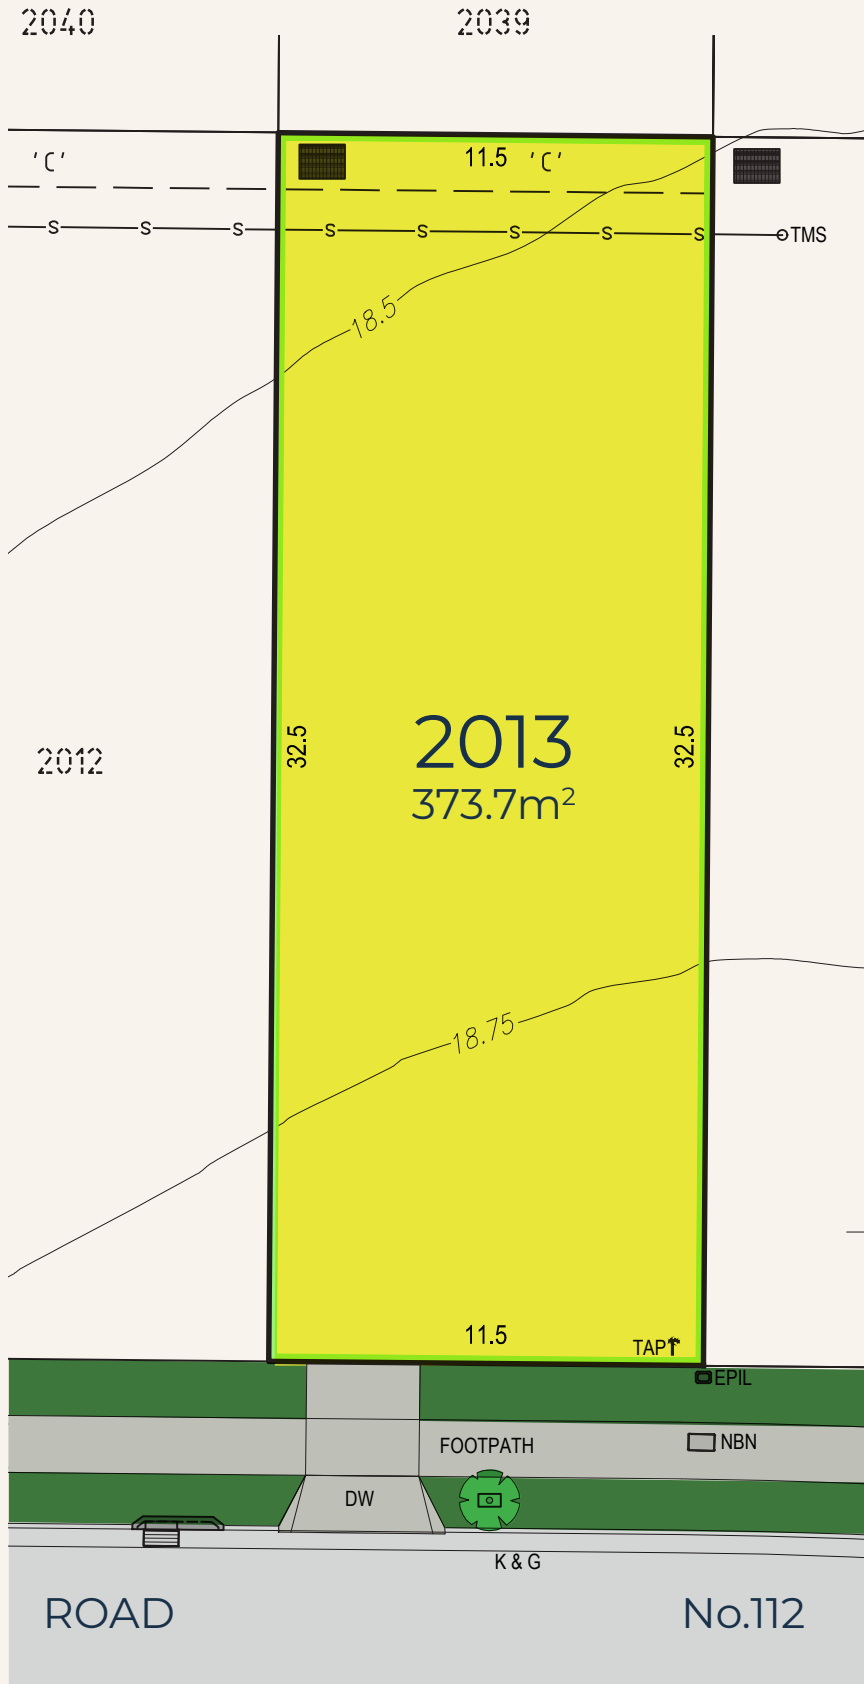 2040
2039
'C'
11.5
'C'
S S S S S S S S
TMS
18.5
2012
32.5
2013
32.5
373.7m²
18.75
11.5
TAP
EPIL
FOOTPATH
NBN
DW
K & G
ROAD
No.112